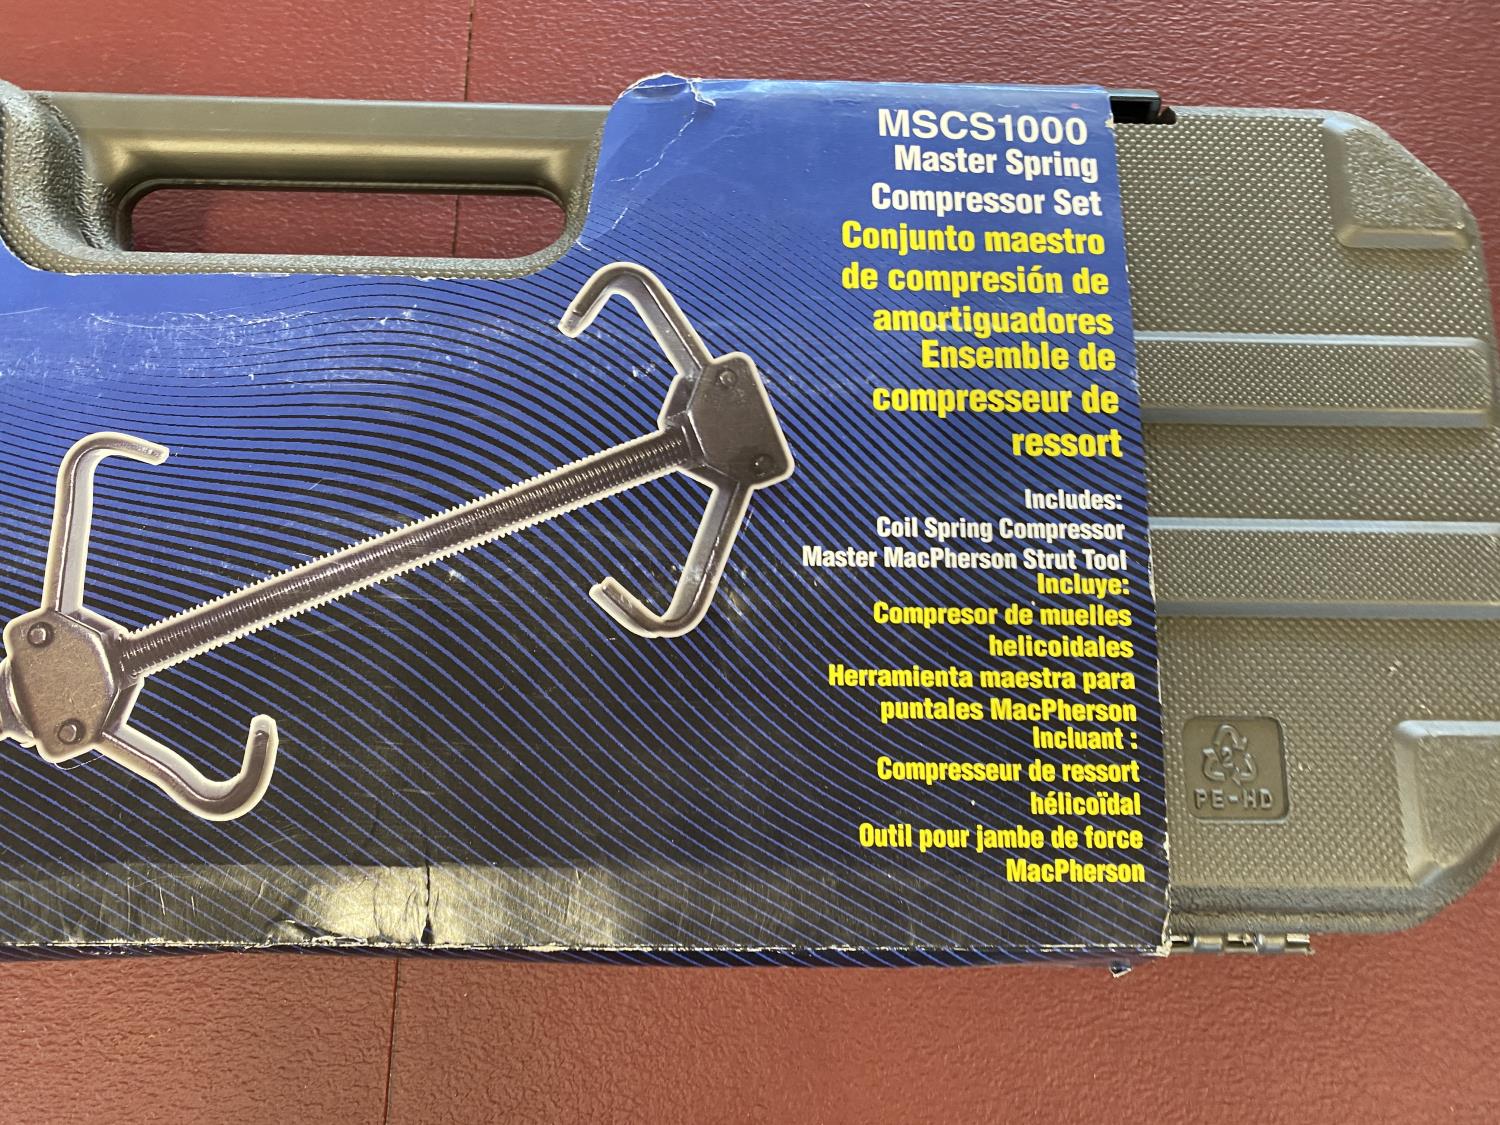 MSCS1000
Master Spring
Compressor Set
Conjunto maestro
de compresión de
amortiguadores
Ensemble de
compresseur de
ressort
Includes:
Coil Spring Compressor
Master MacPherson Strut Tool
Incluye:
Compresor de muelles
helicoidales
Herramienta maestra para
puntales MacPherson
Incluant :
Compresseur de ressort
hélicoïdal
Outil pour jambe de force
MacPherson
2
PE-HD